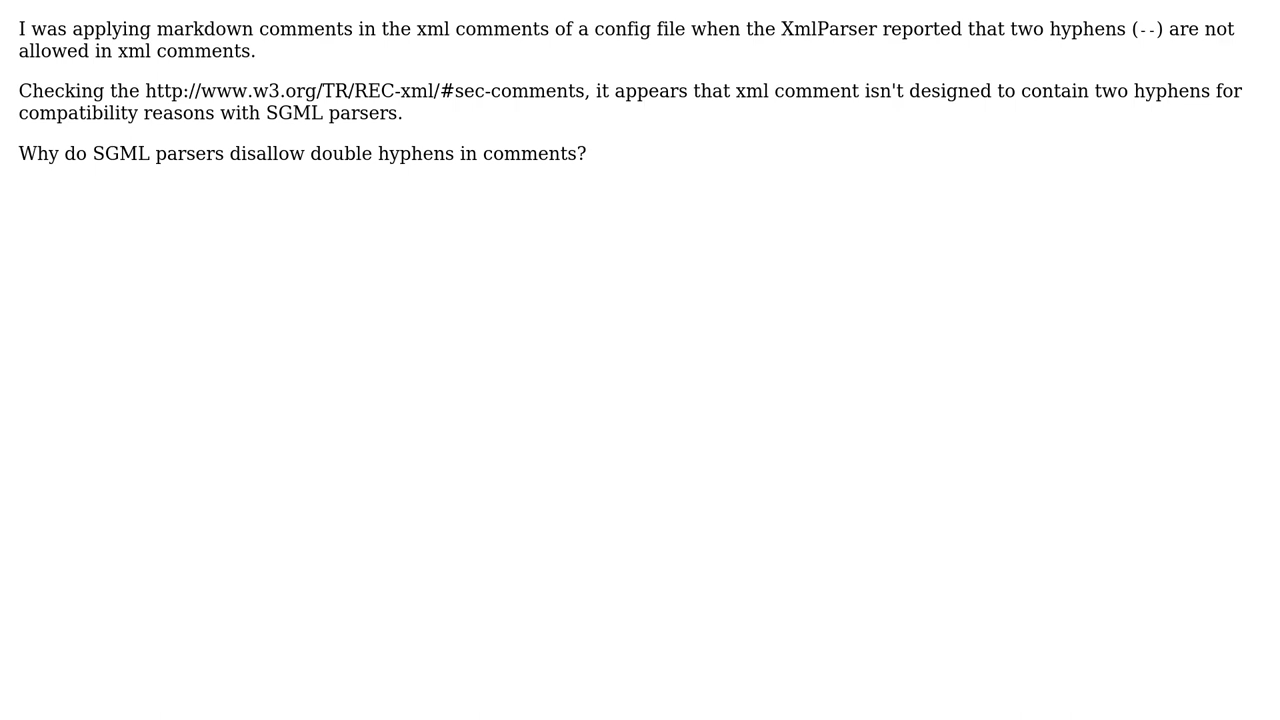 I was applying markdown comments in the xml comments of a config file when the XmlParser reported that two hyphens (--) are not
allowed in xml comments.
Checking the http://www.w3.org/TR/REC-xml/#sec-comments, it appears that xml comment isn't designed to contain two hyphens for
compatibility reasons with SGML parsers.
Why do SGML parsers disallow double hyphens in comments?